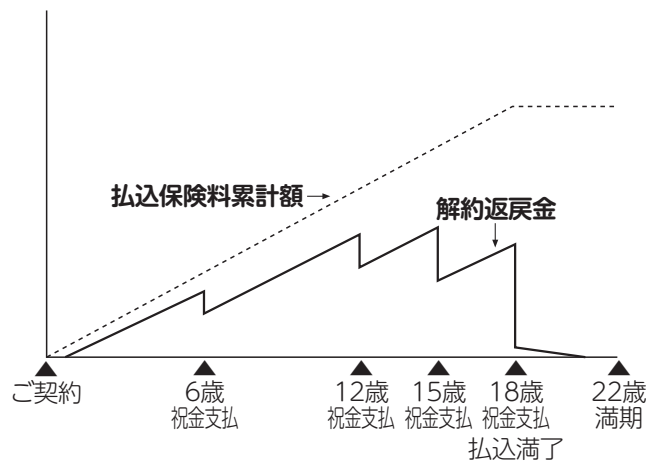 払込保険料累計額
解約返戻金
ご契約
6歳
祝金支払
12歳
祝金支払
15歳
祝金支払
18歳
祝金支払
払込満了
22歳
満期